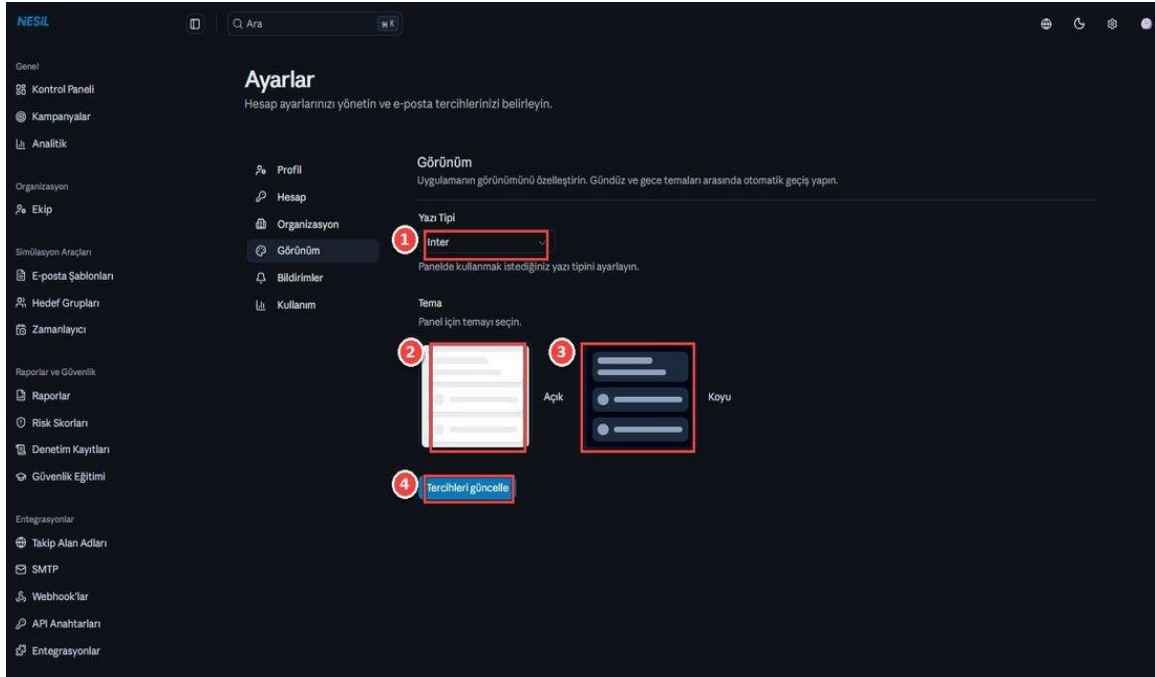 NESIL
Ara
⌘ K
Genel
Kontrol Paneli
Kampanyalar
Analitik
Organizasyon
Ekip
Simülasyon Araçları
E-posta Şablonları
Hedef Grupları
Zamanlayıcı
Raporlar ve Güvenlik
Raporlar
Risk Skorları
Denetim Kayıtları
Güvenlik Eğitimi
Entegrasyonlar
Takip Alan Adları
SMTP
Webhook'lar
API Anahtarları
Entegrasyonlar
Ayarlar
Hesap ayarlarınızı yönetin ve e-posta tercihlerinizi belirleyin.
Profil
Hesap
Organizasyon
Görünüm
Bildirimler
Kullanım
Görünüm
Uygulamanın görünümünü özelleştirin. Gündüz ve gece temaları arasında otomatik geçiş yapın.
Yazı Tipi
1
Inter
Panelde kullanmak istediğiniz yazı tipini ayarlayın.
Tema
Panel için temayı seçin.
2
Açık
3
Koyu
4
Tercihleri güncelle